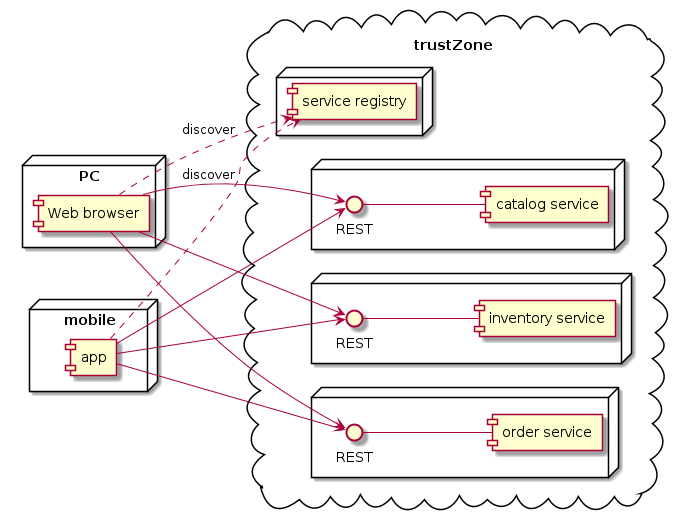 trustZone
service registry
discover
PC
discover
Web browser
catalog service
REST
mobile
inventory service
REST
app
order service
REST